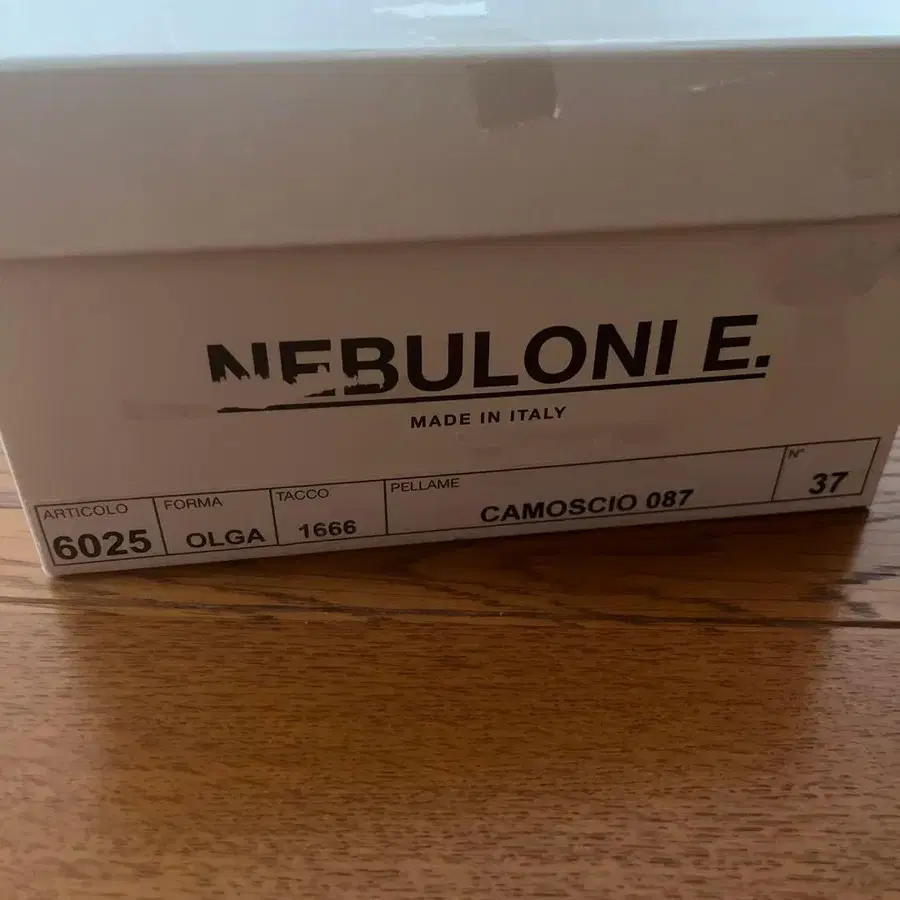 NEBULONI E.
MADE IN ITALY
ARTICOLO FORMA TACCO PELLAME N°
6025 OLGA 1666 CAMOSCIO 087 37